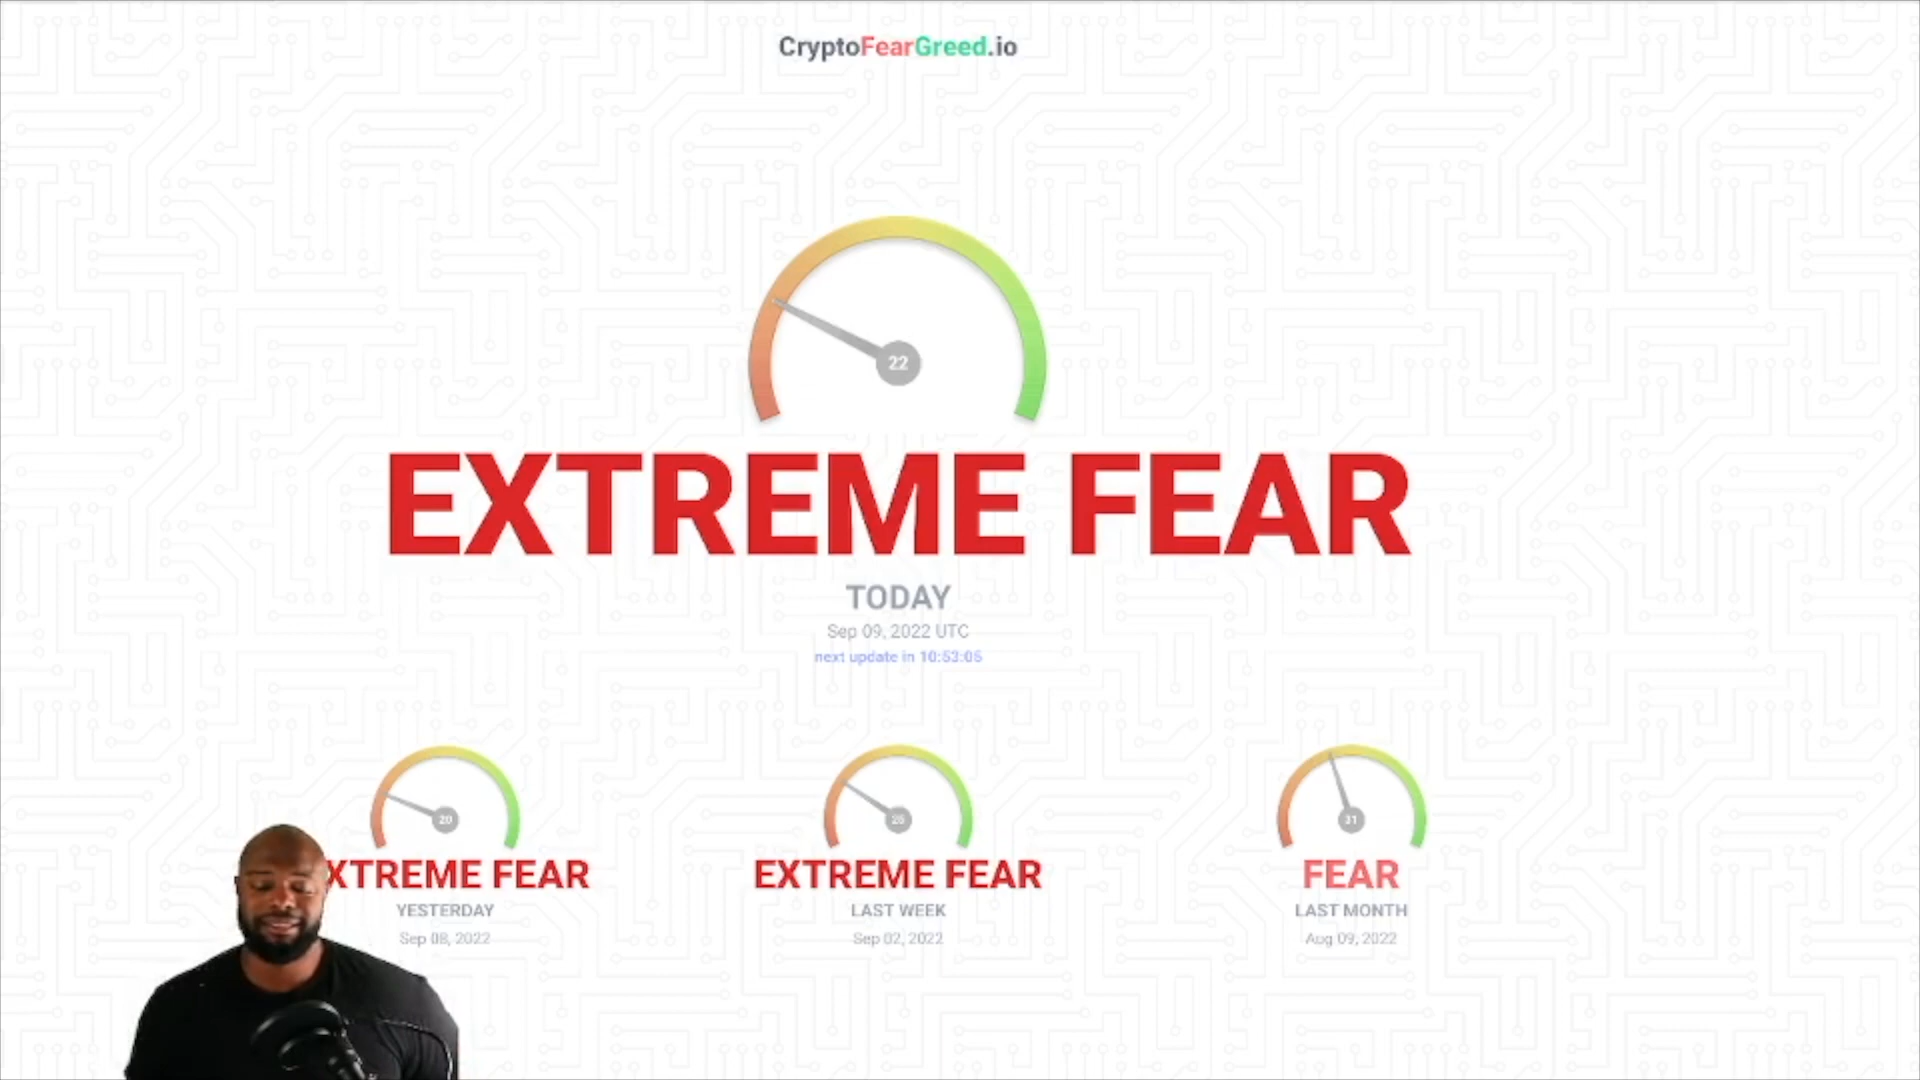 CryptoFearGreed.io
22
EXTREME FEAR
TODAY
Sep 09, 2022 UTC
next update in 10:53:05
20
XTREME FEAR
YESTERDAY
Sep 08, 2022
EXTREME FEAR
LAST WEEK
Sep 02, 2022
31
FEAR
LAST MONTH
Aug 09, 2022